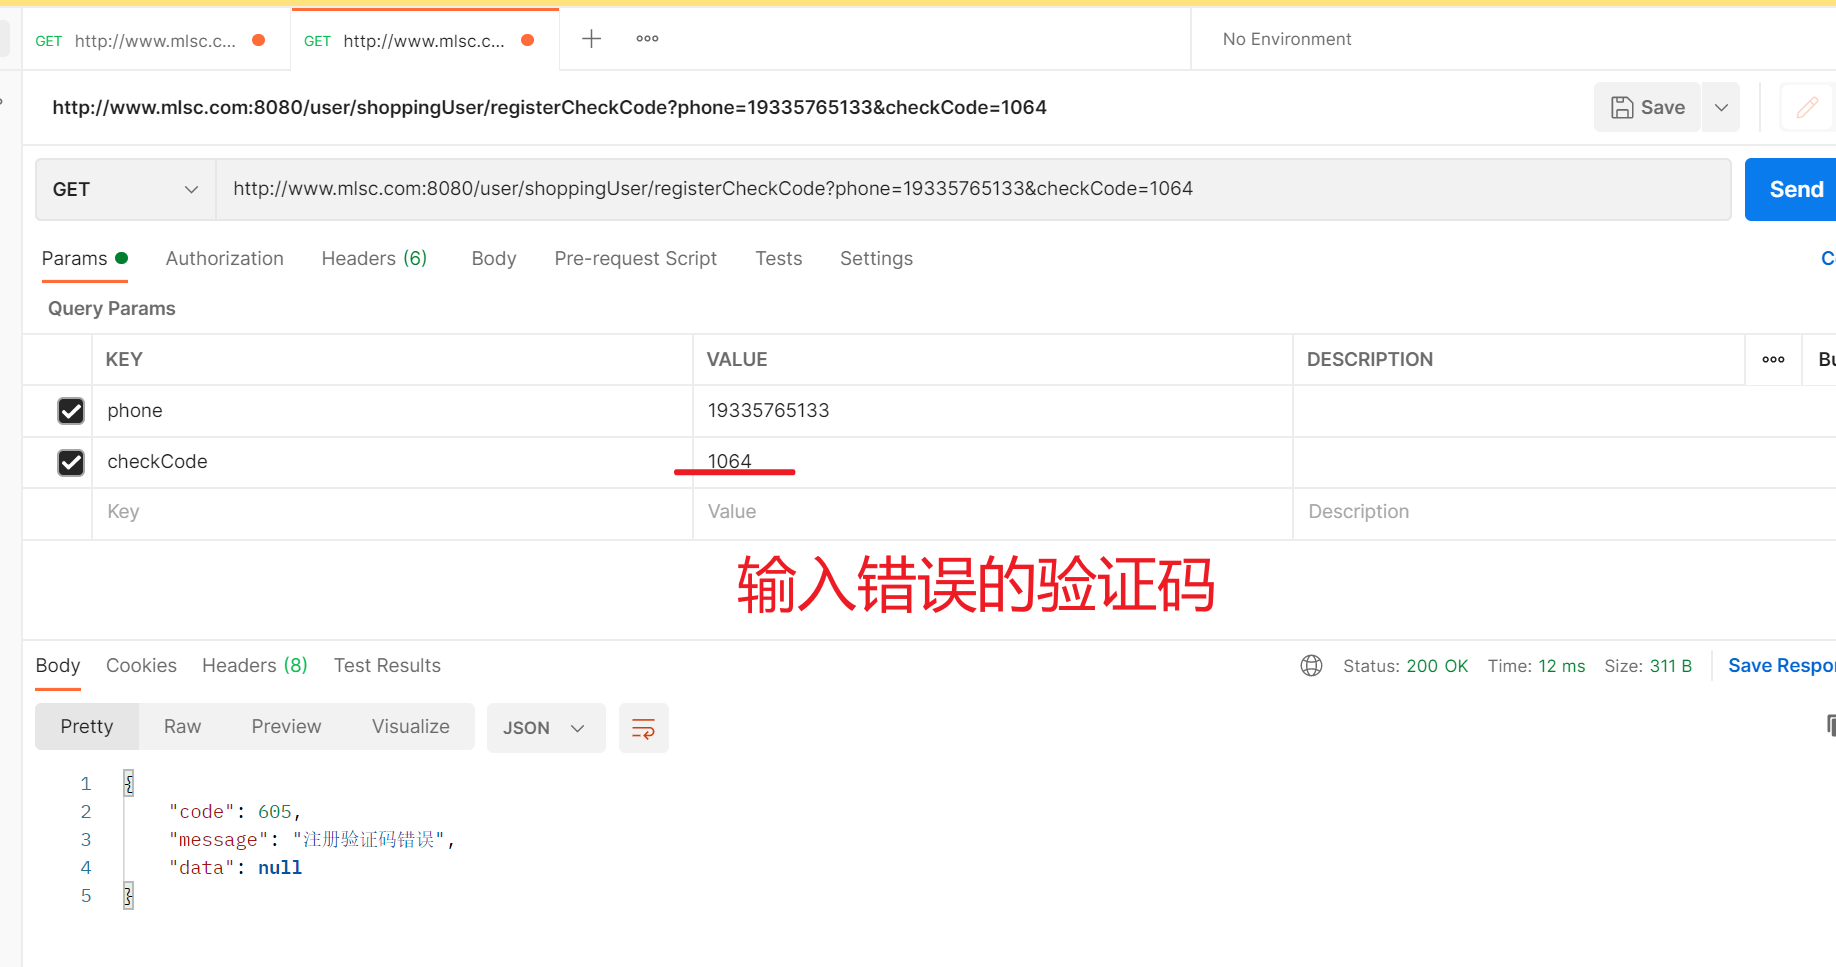 GET http://www.mlsc.c... GET http://www.mlsc.c... No Environment
http://www.mlsc.com:8080/user/shoppingUser/registerCheckCode?phone=19335765133&checkCode=1064 Save
GET http://www.mlsc.com:8080/user/shoppingUser/registerCheckCode?phone=19335765133&checkCode=1064 Send
Params Authorization Headers (6) Body Pre-request Script Tests Settings
Query Params
KEY VALUE DESCRIPTION
phone 19335765133
checkCode 1064
Key Value Description
输入错误的验证码
Body Cookies Headers (8) Test Results Status: 200 OK Time: 12 ms Size: 311 B Save Respo
Pretty Raw Preview Visualize JSON
1 {
2 "code": 605,
3 "message": "注册验证码错误",
4 "data": null
5 }